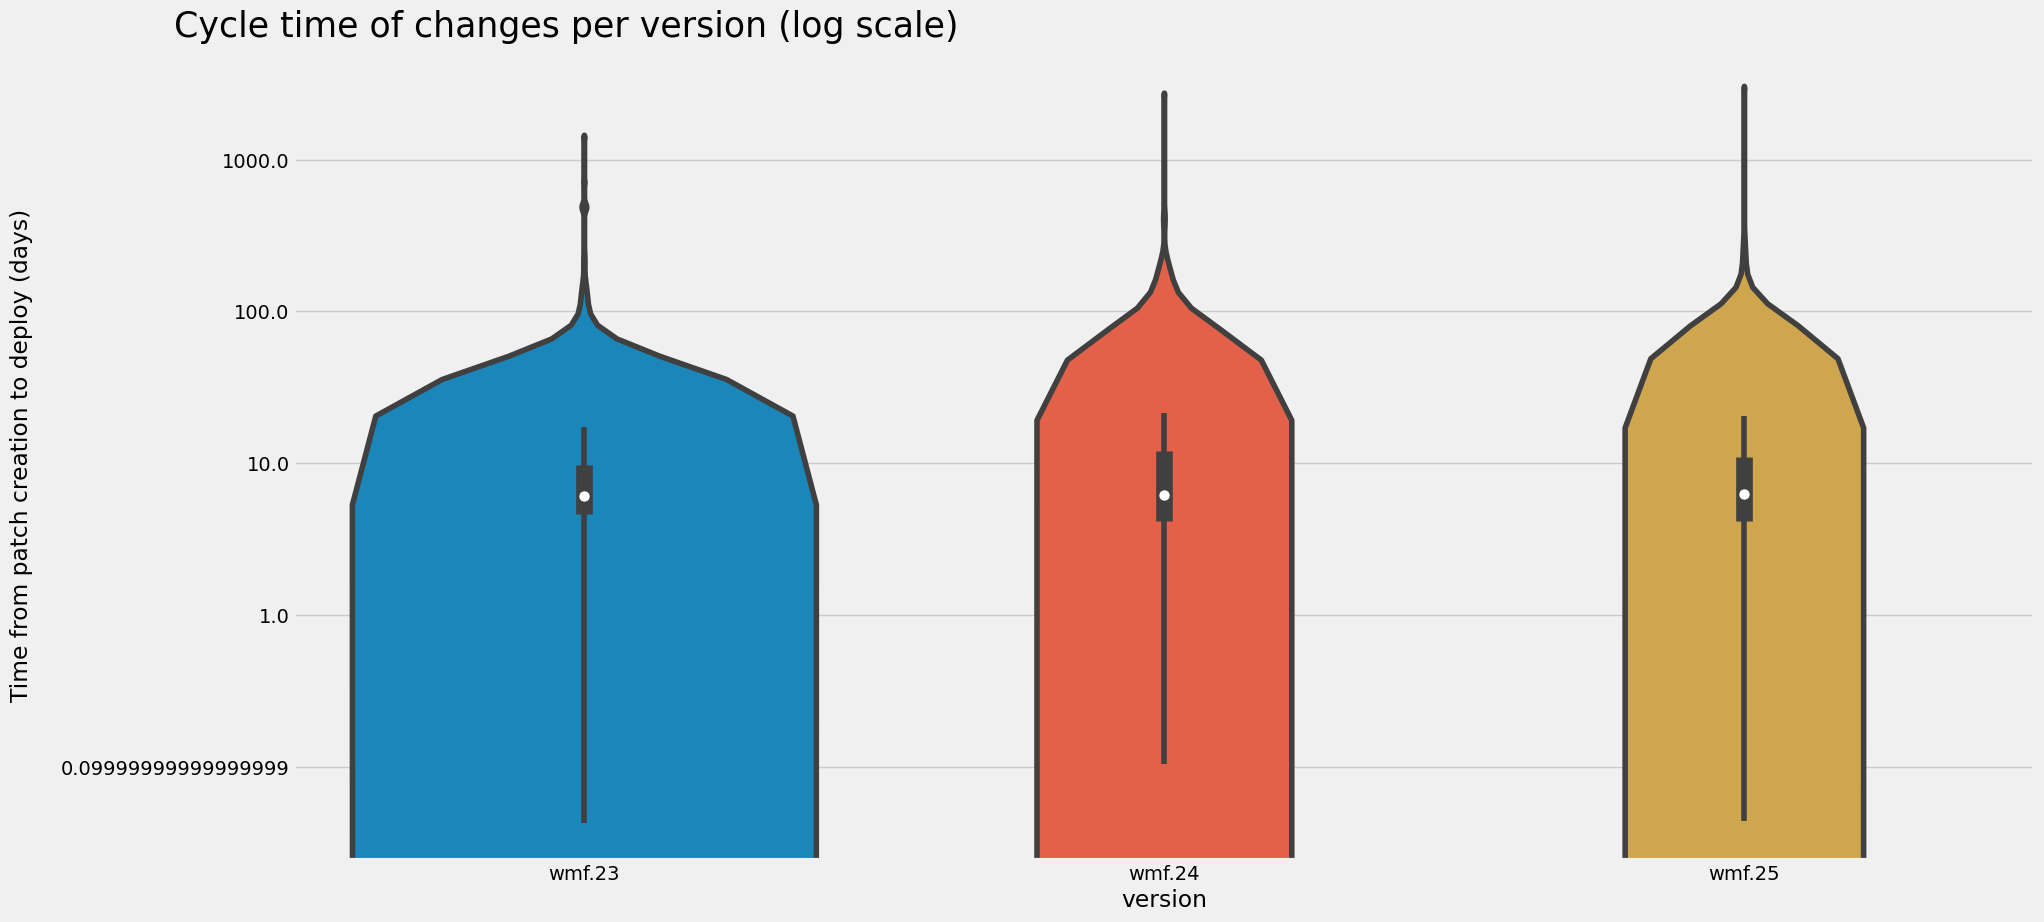 Cycle time of changes per version (log scale)
Time from patch creation to deploy (days)
1000.0
100.0
10.0
1.0
0.09999999999999999
wmf.23
wmf.24
wmf.25
version